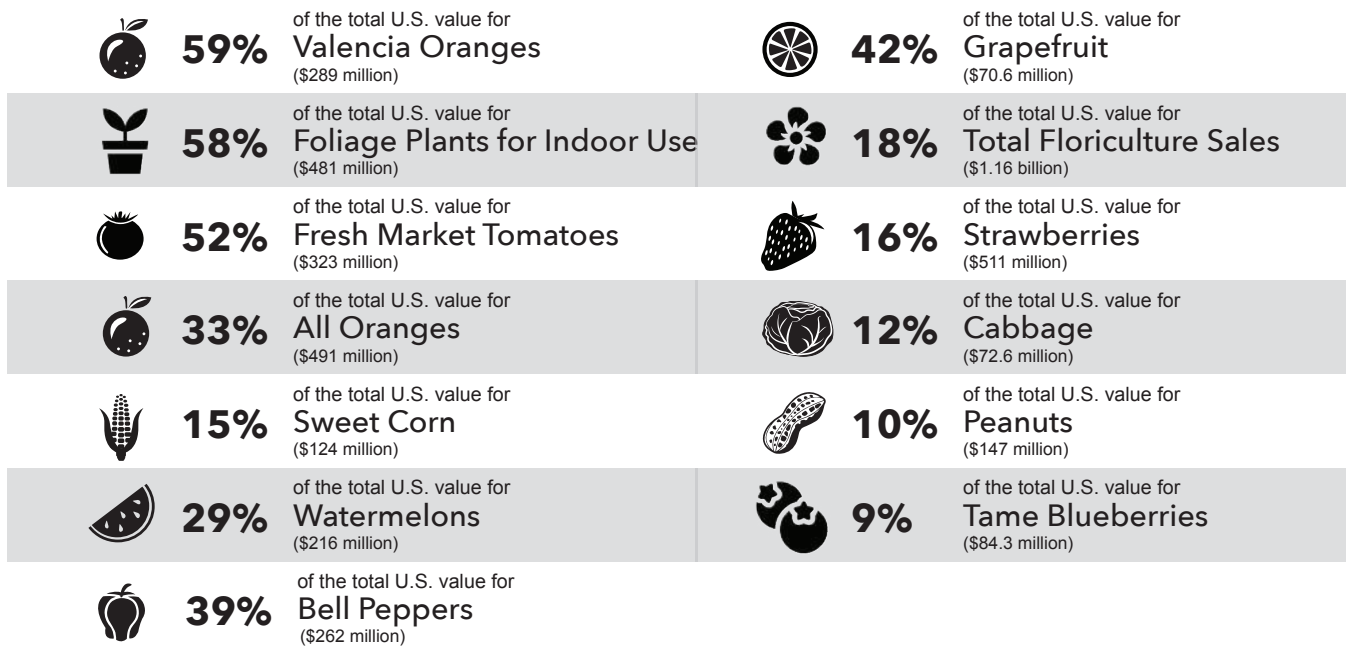 59%
of the total U.S. value for
Valencia Oranges
($289 million)
42%
of the total U.S. value for
Grapefruit
($70.6 million)
58%
of the total U.S. value for
Foliage Plants for Indoor Use
($481 million)
18%
of the total U.S. value for
Total Floriculture Sales
($1.16 billion)
52%
of the total U.S. value for
Fresh Market Tomatoes
($323 million)
16%
of the total U.S. value for
Strawberries
($511 million)
33%
of the total U.S. value for
All Oranges
($491 million)
12%
of the total U.S. value for
Cabbage
($72.6 million)
15%
of the total U.S. value for
Sweet Corn
($124 million)
10%
of the total U.S. value for
Peanuts
($147 million)
29%
of the total U.S. value for
Watermelons
($216 million)
9%
of the total U.S. value for
Tame Blueberries
($84.3 million)
39%
of the total U.S. value for
Bell Peppers
($262 million)